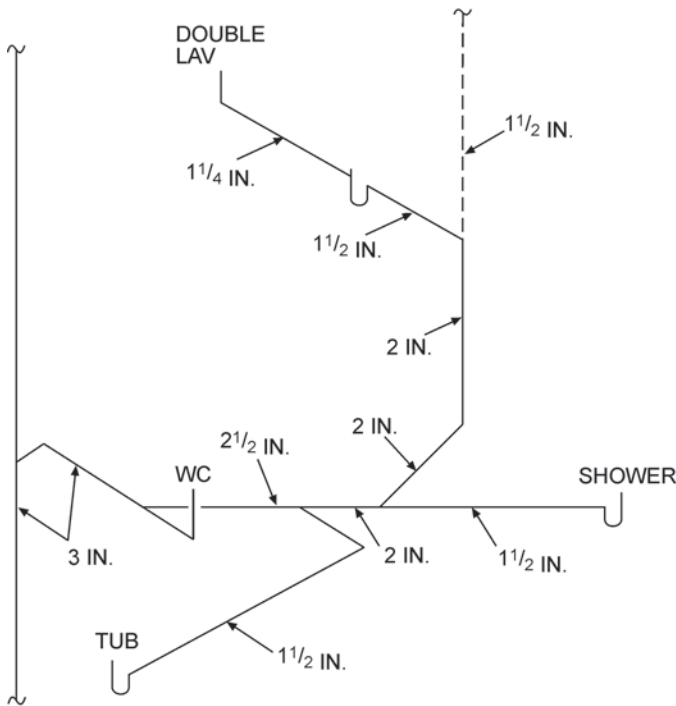 DOUBLE
LAV
1 1/2 IN.
1 1/4 IN.
1 1/2 IN.
2 IN.
2 IN.
2 1/2 IN.
WC
SHOWER
3 IN.
2 IN.
1 1/2 IN.
TUB
1 1/2 IN.